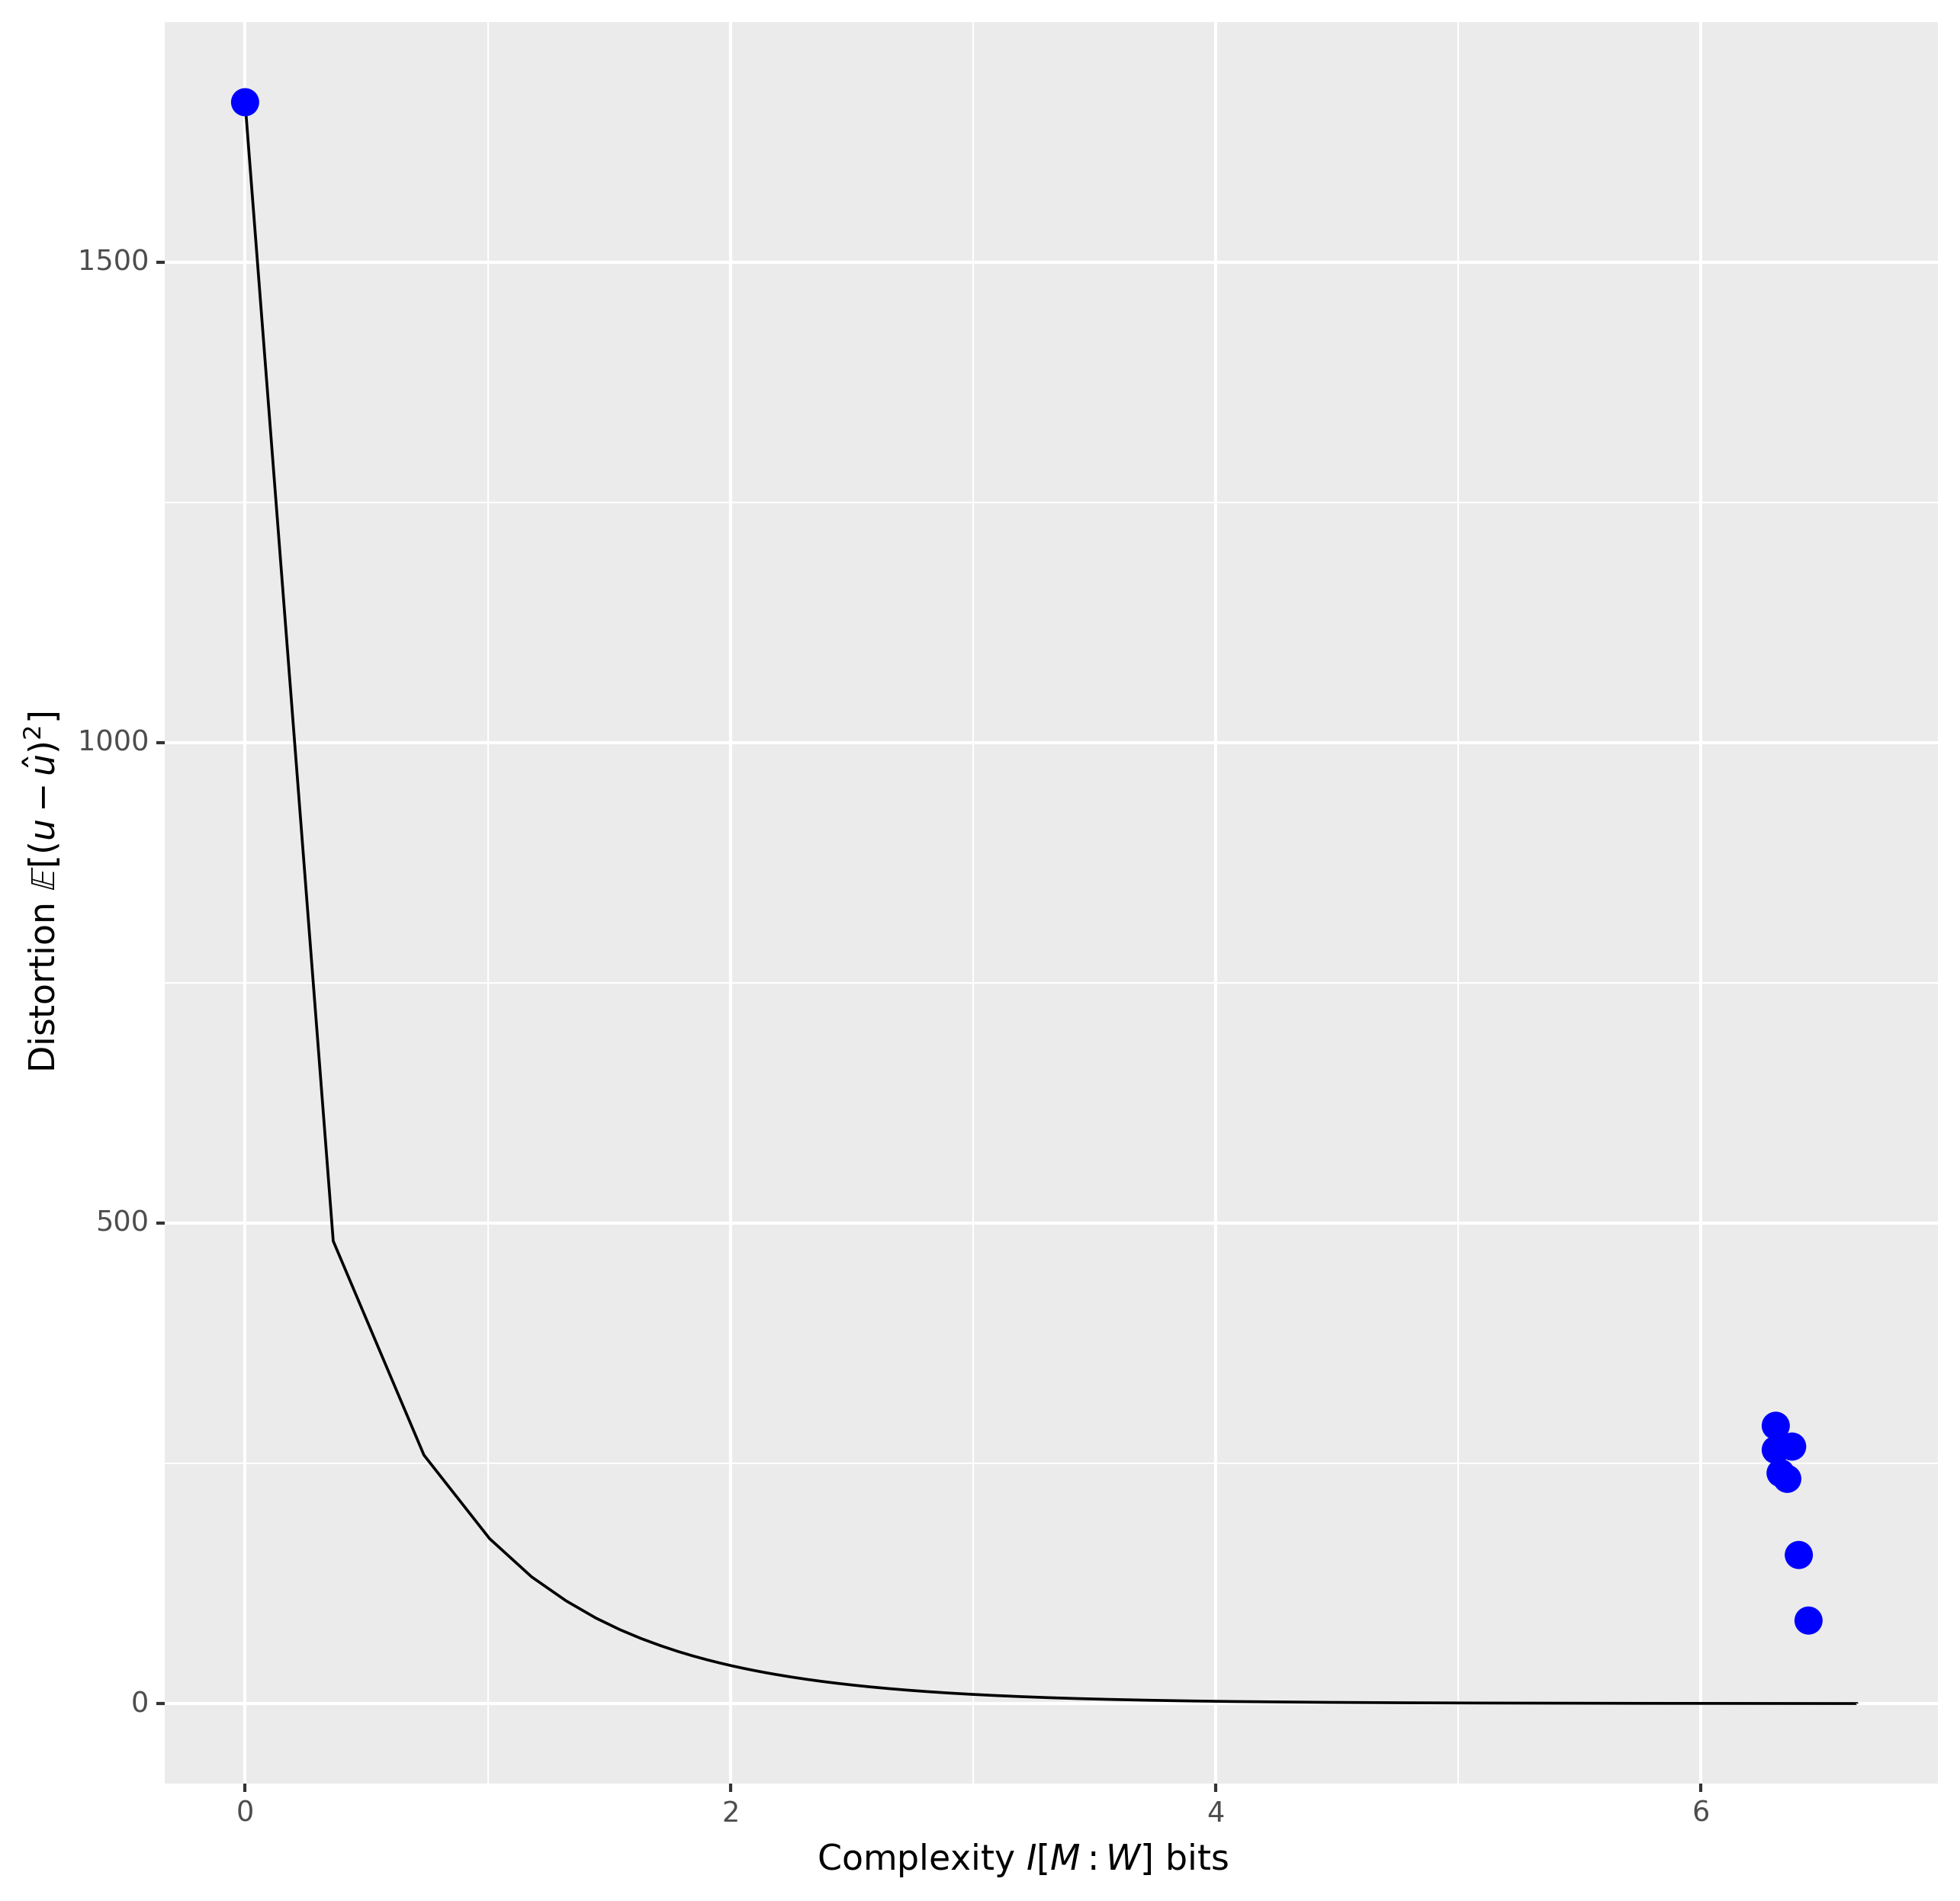 1500
1000
500
0
0 2 4 6
Complexity I[M : W] bits
Distortion 𝔼[(u − û)²]